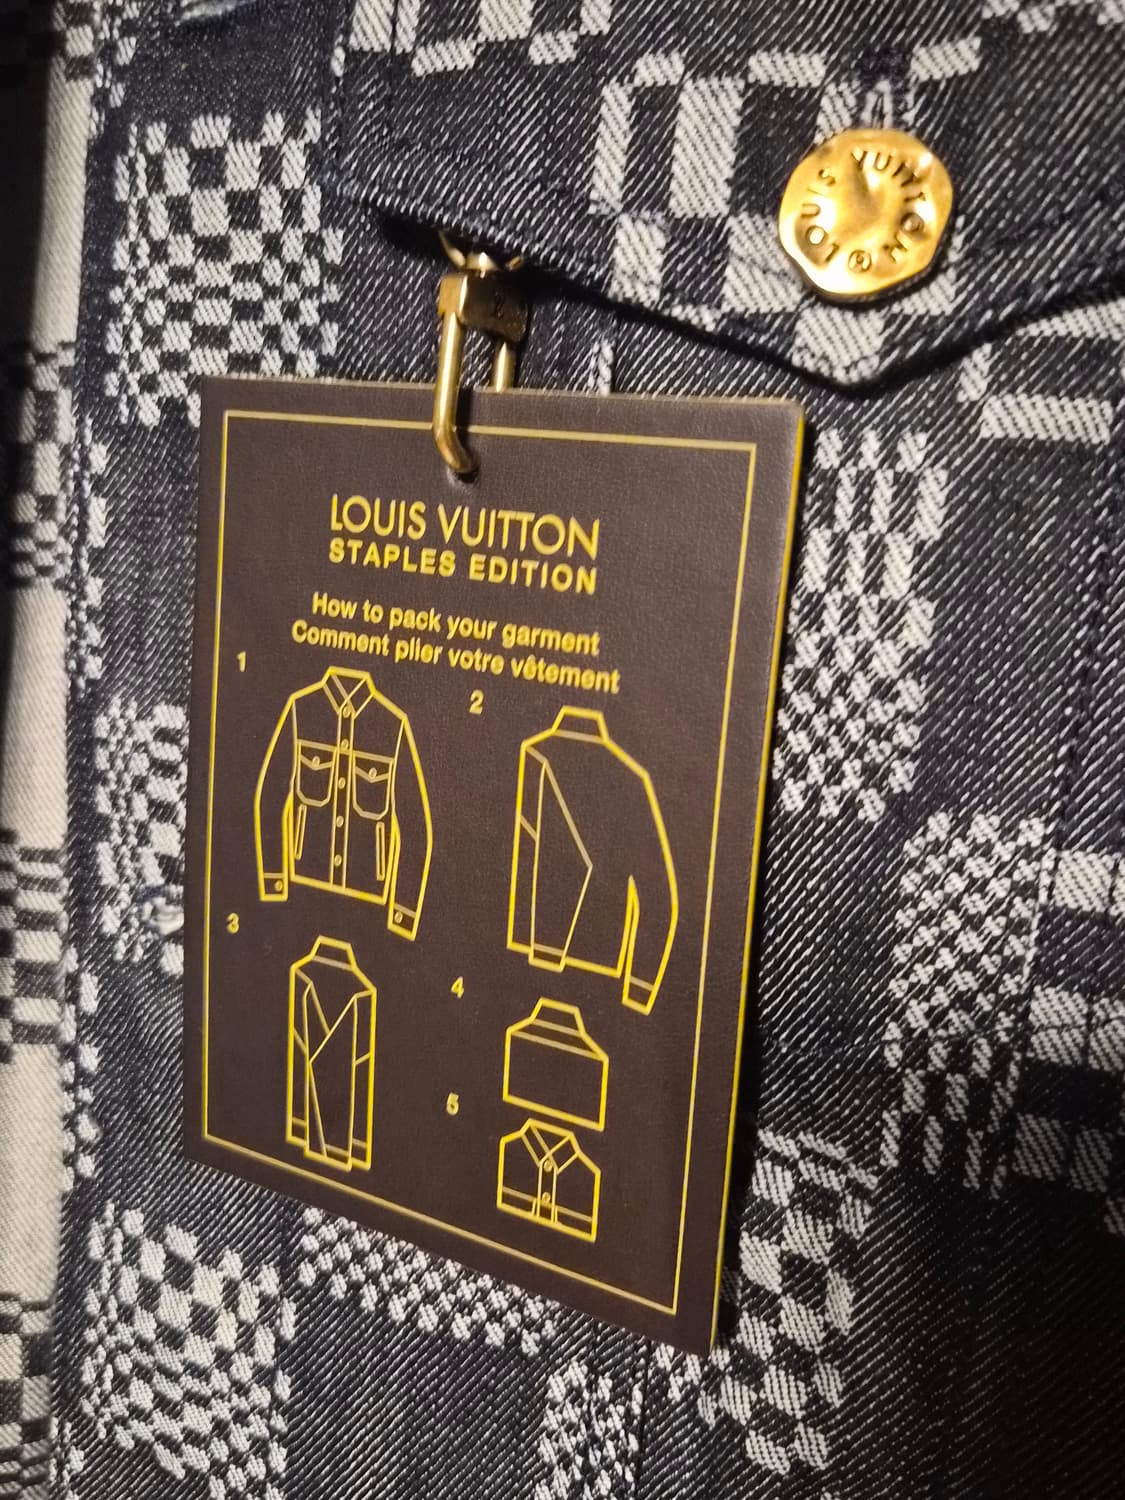 LOUIS VUITTON ®
LOUIS VUITTON
STAPLES EDITION
How to pack your garment
Comment plier votre vêtement
1
2
3
4
5